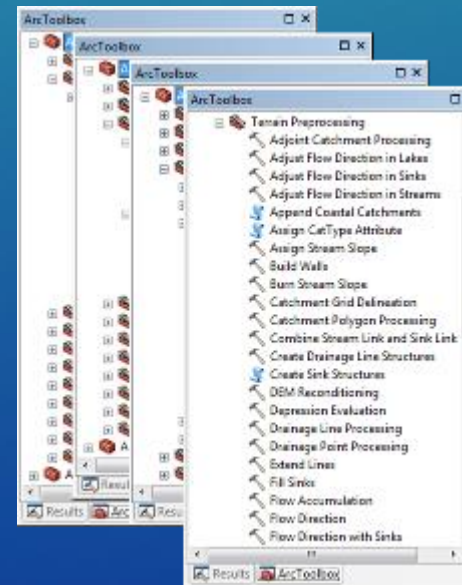 ArcToolbox
ArcToolbox
ArcToolbox
ArcToolbox
Terrain Preprocessing
Adjoint Catchment Processing
Adjust Flow Direction in Lakes
Adjust Flow Direction in Sinks
Adjust Flow Direction in Streams
Append Coastal Catchments
Assign CatType Attribute
Assign Stream Slope
Build Walls
Burn Stream Slope
Catchment Grid Delineation
Catchment Polygon Processing
Combine Stream Link and Sink Link
Create Drainage Line Structures
Create Sink Structures
DEM Reconditioning
Depression Evaluation
Drainage Line Processing
Drainage Point Processing
Extend Lines
Fill Sinks
Flow Accumulation
Flow Direction
Flow Direction with Sinks
A
A
Results Arc
Resul
Resu
Results ArcToolbox